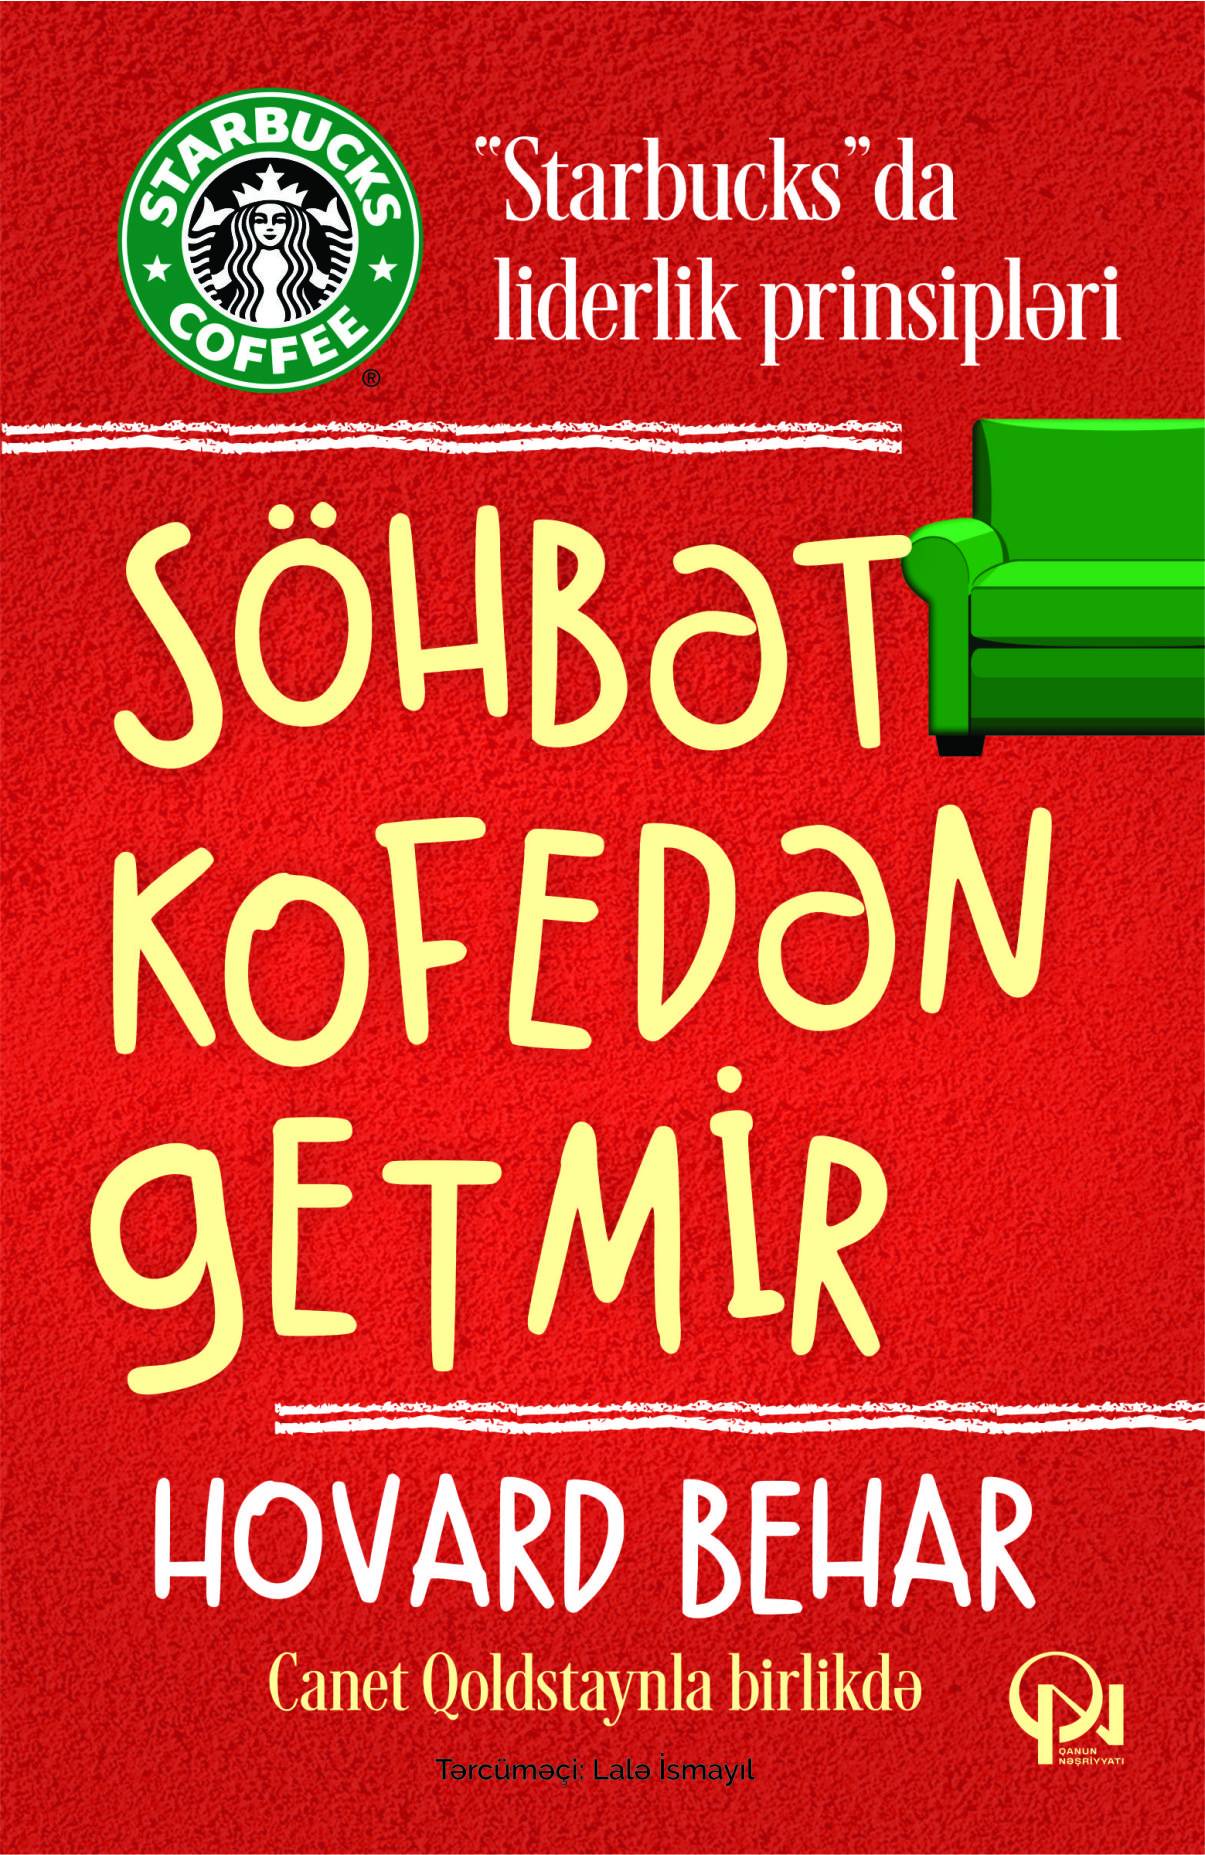 STARBUCKS
COFFEE
®
“Starbucks”da
liderlik prinsipləri
SÖHBƏT
KOFEDƏN
gETMİR
HOVARD BEHAR
Canet Qoldstaynla birlikdə
Tərcüməçi: Lalə İsmayıl
QANUN
NƏŞRİYYATI